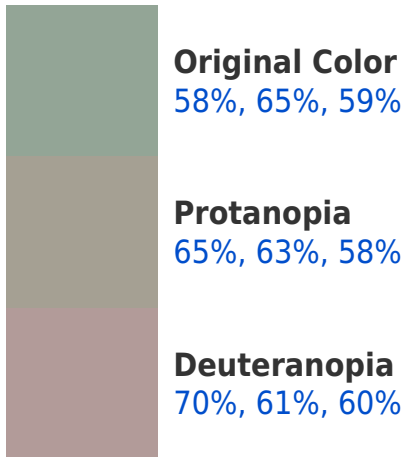 Original Color
58%, 65%, 59%
Protanopia
65%, 63%, 58%
Deuteranopia
70%, 61%, 60%